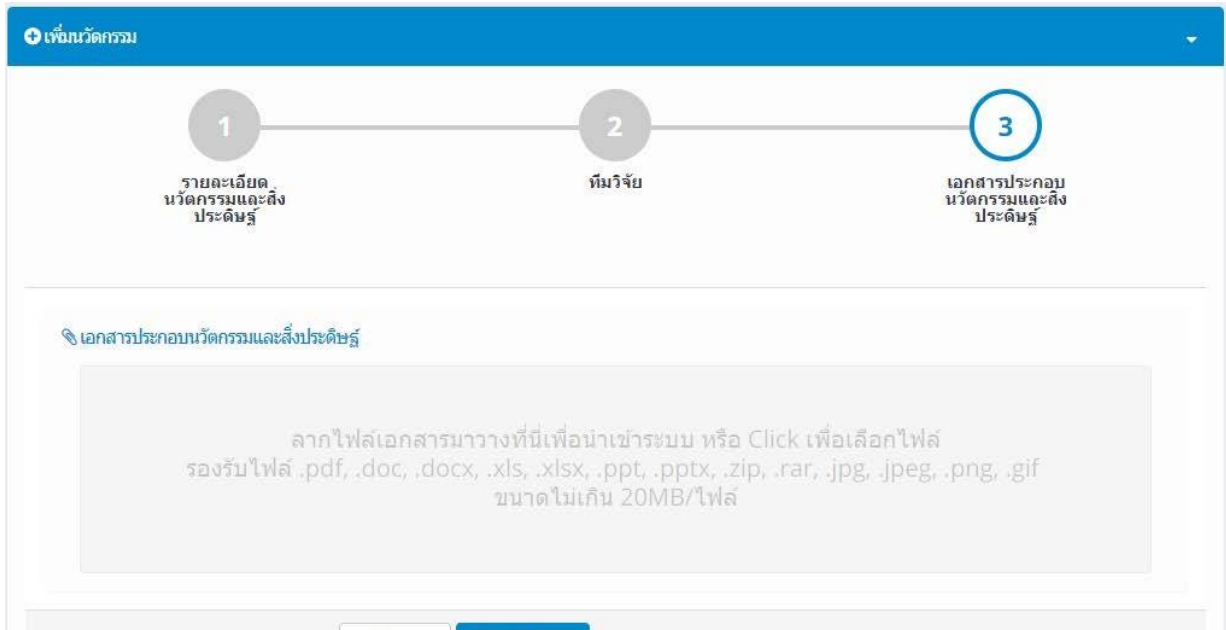 เพิ่มนวัตกรรม
1
2
3
รายละเอียด
นวัตกรรมและสิ่ง
ประดิษฐ์
ทีมวิจัย
เอกสารประกอบ
นวัตกรรมและสิ่ง
ประดิษฐ์
เอกสารประกอบนวัตกรรมและสิ่งประดิษฐ์
ลากไฟล์เอกสารมาวางที่นี่เพื่อนำเข้าระบบ หรือ Click เพื่อเลือกไฟล์
รองรับไฟล์ .pdf, .doc, .docx, .xls, .xlsx, .ppt, .pptx, .zip, .rar, .jpg, .jpeg, .png, .gif
ขนาดไม่เกิน 20MB/ไฟล์